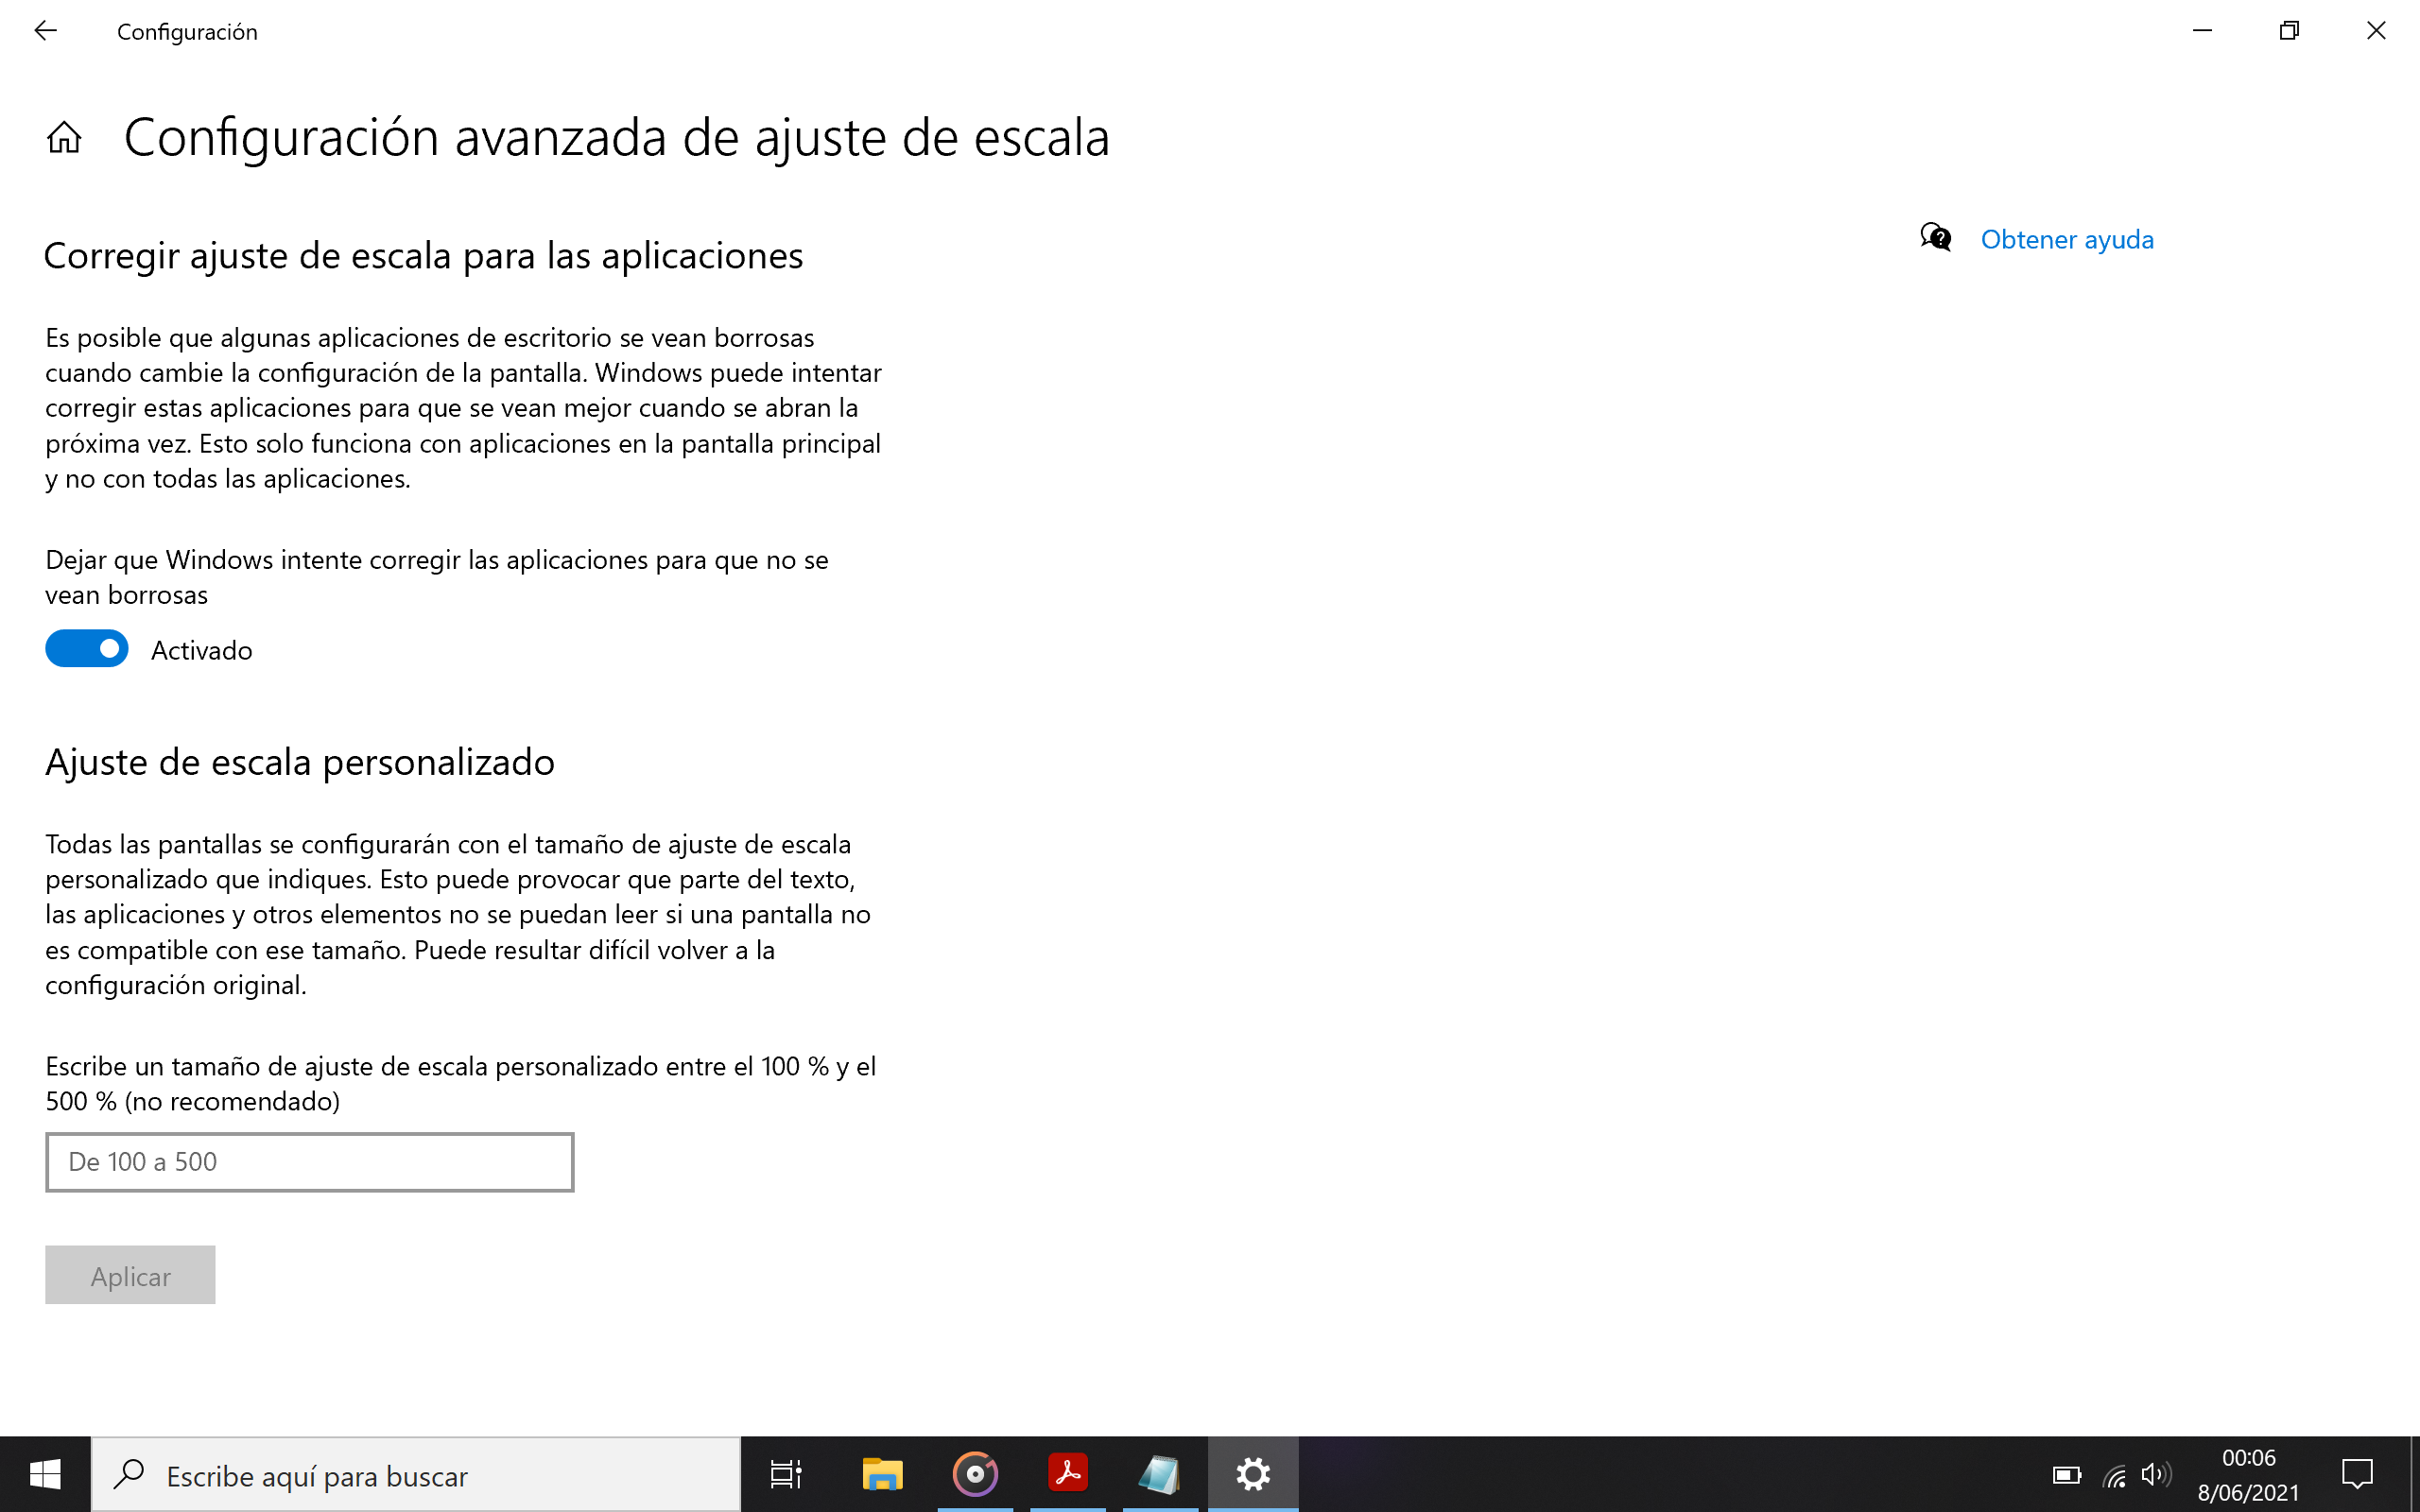 Configuración
Configuración avanzada de ajuste de escala
Corregir ajuste de escala para las aplicaciones
Obtener ayuda
Es posible que algunas aplicaciones de escritorio se vean borrosas
cuando cambie la configuración de la pantalla. Windows puede intentar
corregir estas aplicaciones para que se vean mejor cuando se abran la
próxima vez. Esto solo funciona con aplicaciones en la pantalla principal
y no con todas las aplicaciones.
Dejar que Windows intente corregir las aplicaciones para que no se
vean borrosas
Activado
Ajuste de escala personalizado
Todas las pantallas se configurarán con el tamaño de ajuste de escala
personalizado que indiques. Esto puede provocar que parte del texto,
las aplicaciones y otros elementos no se puedan leer si una pantalla no
es compatible con ese tamaño. Puede resultar difícil volver a la
configuración original.
Escribe un tamaño de ajuste de escala personalizado entre el 100 % y el
500 % (no recomendado)
De 100 a 500
Aplicar
Escribe aquí para buscar
00:06
8/06/2021